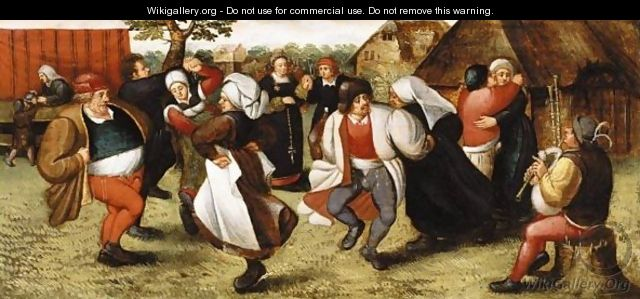 Wikigallery.org - Do not use for commercial use. Do not remove this warning.
WikiGallery.Org